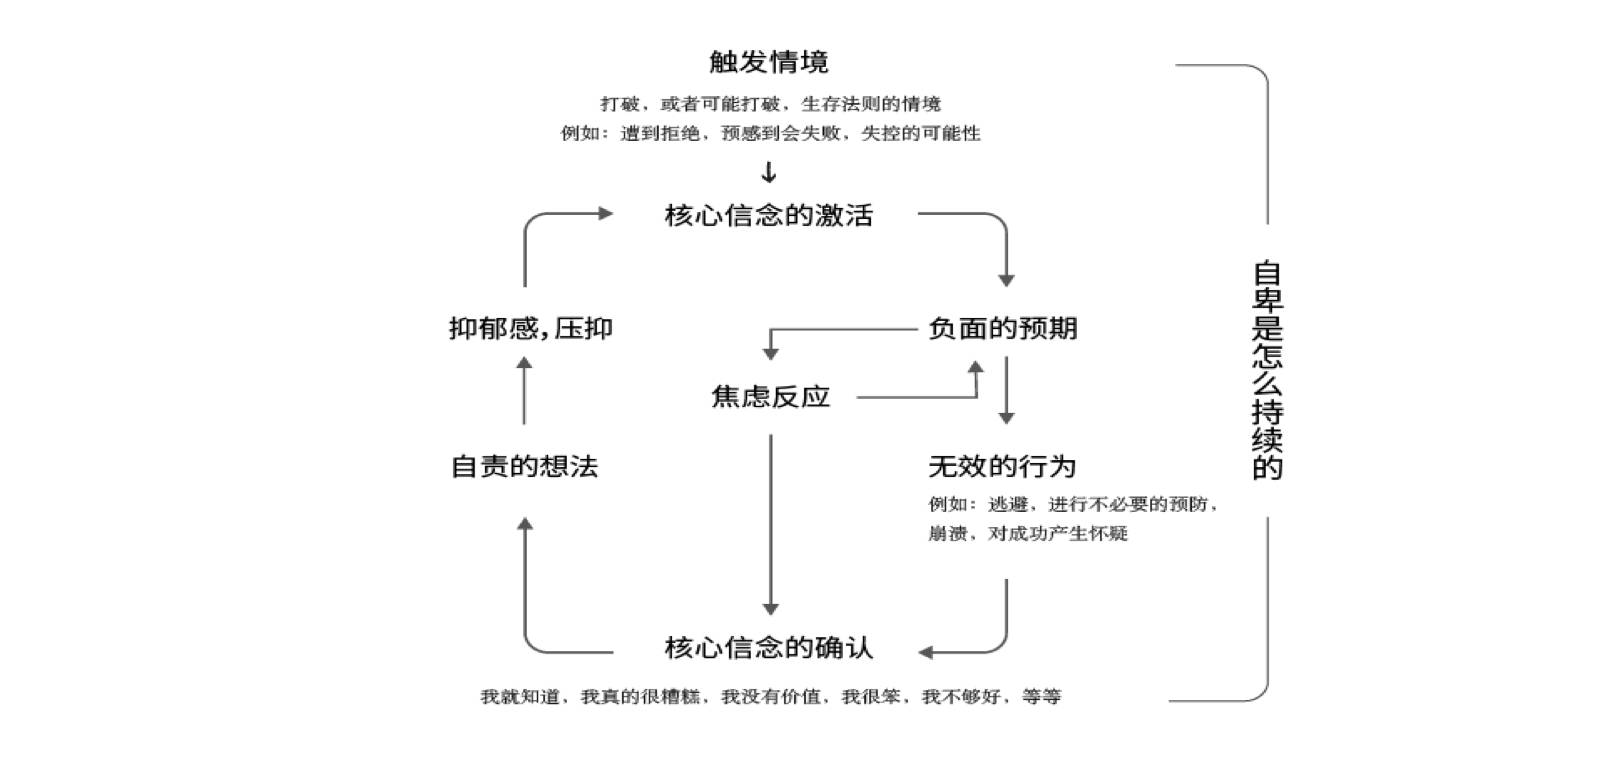 触发情境
打破，或者可能打破，生存法则的情境
例如：遭到拒绝，预感到会失败，失控的可能性
核心信念的激活
抑郁感，压抑
负面的预期
焦虑反应
自责的想法
无效的行为
例如：逃避，进行不必要的预防，
崩溃，对成功产生怀疑
核心信念的确认
我就知道，我真的很糟糕，我没有价值，我很笨，我不够好，等等
自卑是怎么持续的